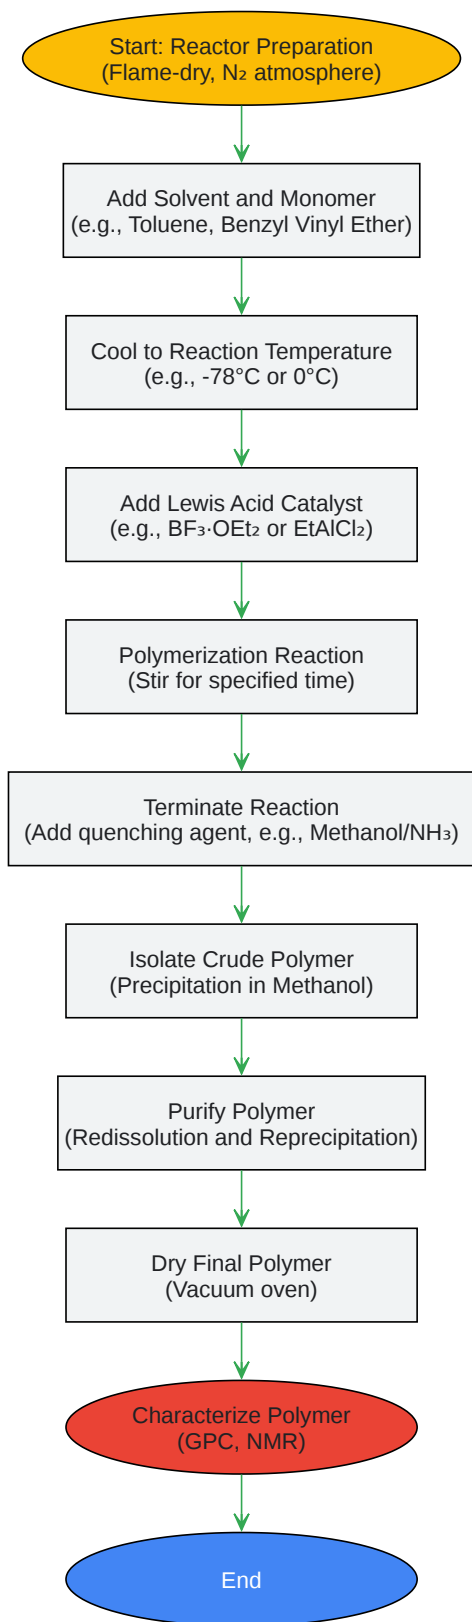 Start: Reactor Preparation
(Flame-dry, N₂ atmosphere)
Add Solvent and Monomer
(e.g., Toluene, Benzyl Vinyl Ether)
Cool to Reaction Temperature
(e.g., -78°C or 0°C)
Add Lewis Acid Catalyst
(e.g., BF₃·OEt₂ or EtAlCl₂)
Polymerization Reaction
(Stir for specified time)
Terminate Reaction
(Add quenching agent, e.g., Methanol/NH₃)
Isolate Crude Polymer
(Precipitation in Methanol)
Purify Polymer
(Redissolution and Reprecipitation)
Dry Final Polymer
(Vacuum oven)
Characterize Polymer
(GPC, NMR)
End